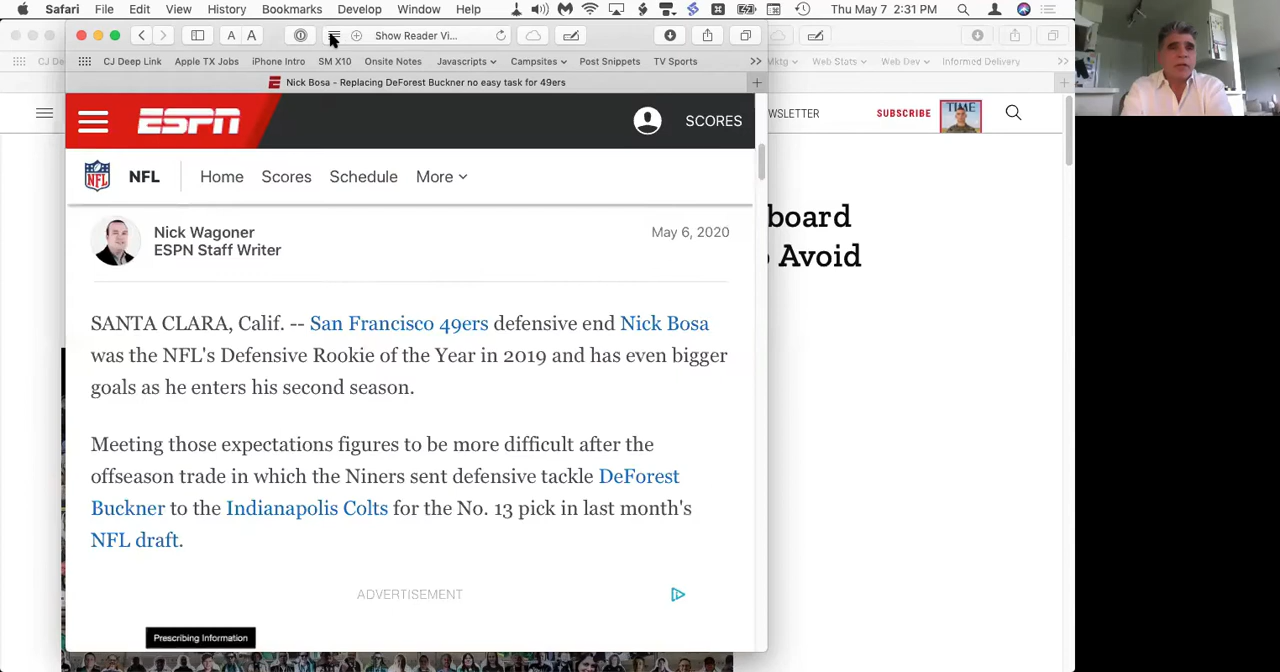 Safari File Edit View History Bookmarks Develop Window Help Thu May 7 2:31 PM
A A Show Reader Vi...
CJ De CJ Deep Link Apple TX Jobs iPhone Intro SM X10 Onsite Notes Javascripts Campsites Post Snippets TV Sports >> Mktg Web Stats Web Dev Informed Delivery >>
Nick Bosa - Replacing DeForest Buckner no easy task for 49ers
ESPN SCORES
WSLETTER SUBSCRIBE TIME
NFL NFL Home Scores Schedule More
board
Avoid
Nick Wagoner
ESPN Staff Writer
May 6, 2020
SANTA CLARA, Calif. -- San Francisco 49ers defensive end Nick Bosa
was the NFL's Defensive Rookie of the Year in 2019 and has even bigger
goals as he enters his second season.
Meeting those expectations figures to be more difficult after the
offseason trade in which the Niners sent defensive tackle DeForest
Buckner to the Indianapolis Colts for the No. 13 pick in last month's
NFL draft.
ADVERTISEMENT
Prescribing Information